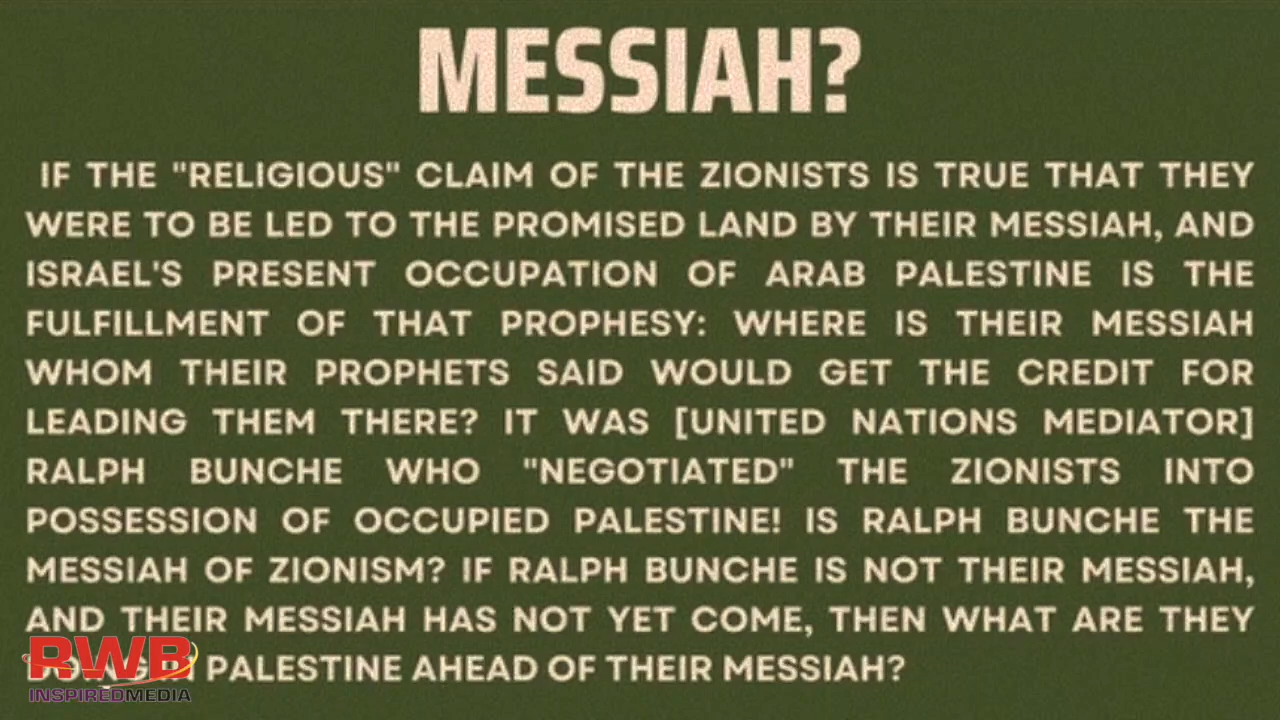 MESSIAH?
IF THE "RELIGIOUS" CLAIM OF THE ZIONISTS IS TRUE THAT THEY
WERE TO BE LED TO THE PROMISED LAND BY THEIR MESSIAH, AND
ISRAEL'S PRESENT OCCUPATION OF ARAB PALESTINE IS THE
FULFILLMENT OF THAT PROPHESY: WHERE IS THEIR MESSIAH
WHOM THEIR PROPHETS SAID WOULD GET THE CREDIT FOR
LEADING THEM THERE? IT WAS [UNITED NATIONS MEDIATOR]
RALPH BUNCHE WHO "NEGOTIATED" THE ZIONISTS INTO
POSSESSION OF OCCUPIED PALESTINE! IS RALPH BUNCHE THE
MESSIAH OF ZIONISM? IF RALPH BUNCHE IS NOT THEIR MESSIAH,
AND THEIR MESSIAH HAS NOT YET COME, THEN WHAT ARE THEY
PALESTINE AHEAD OF THEIR MESSIAH?
RWB
INSPIREDMEDIA